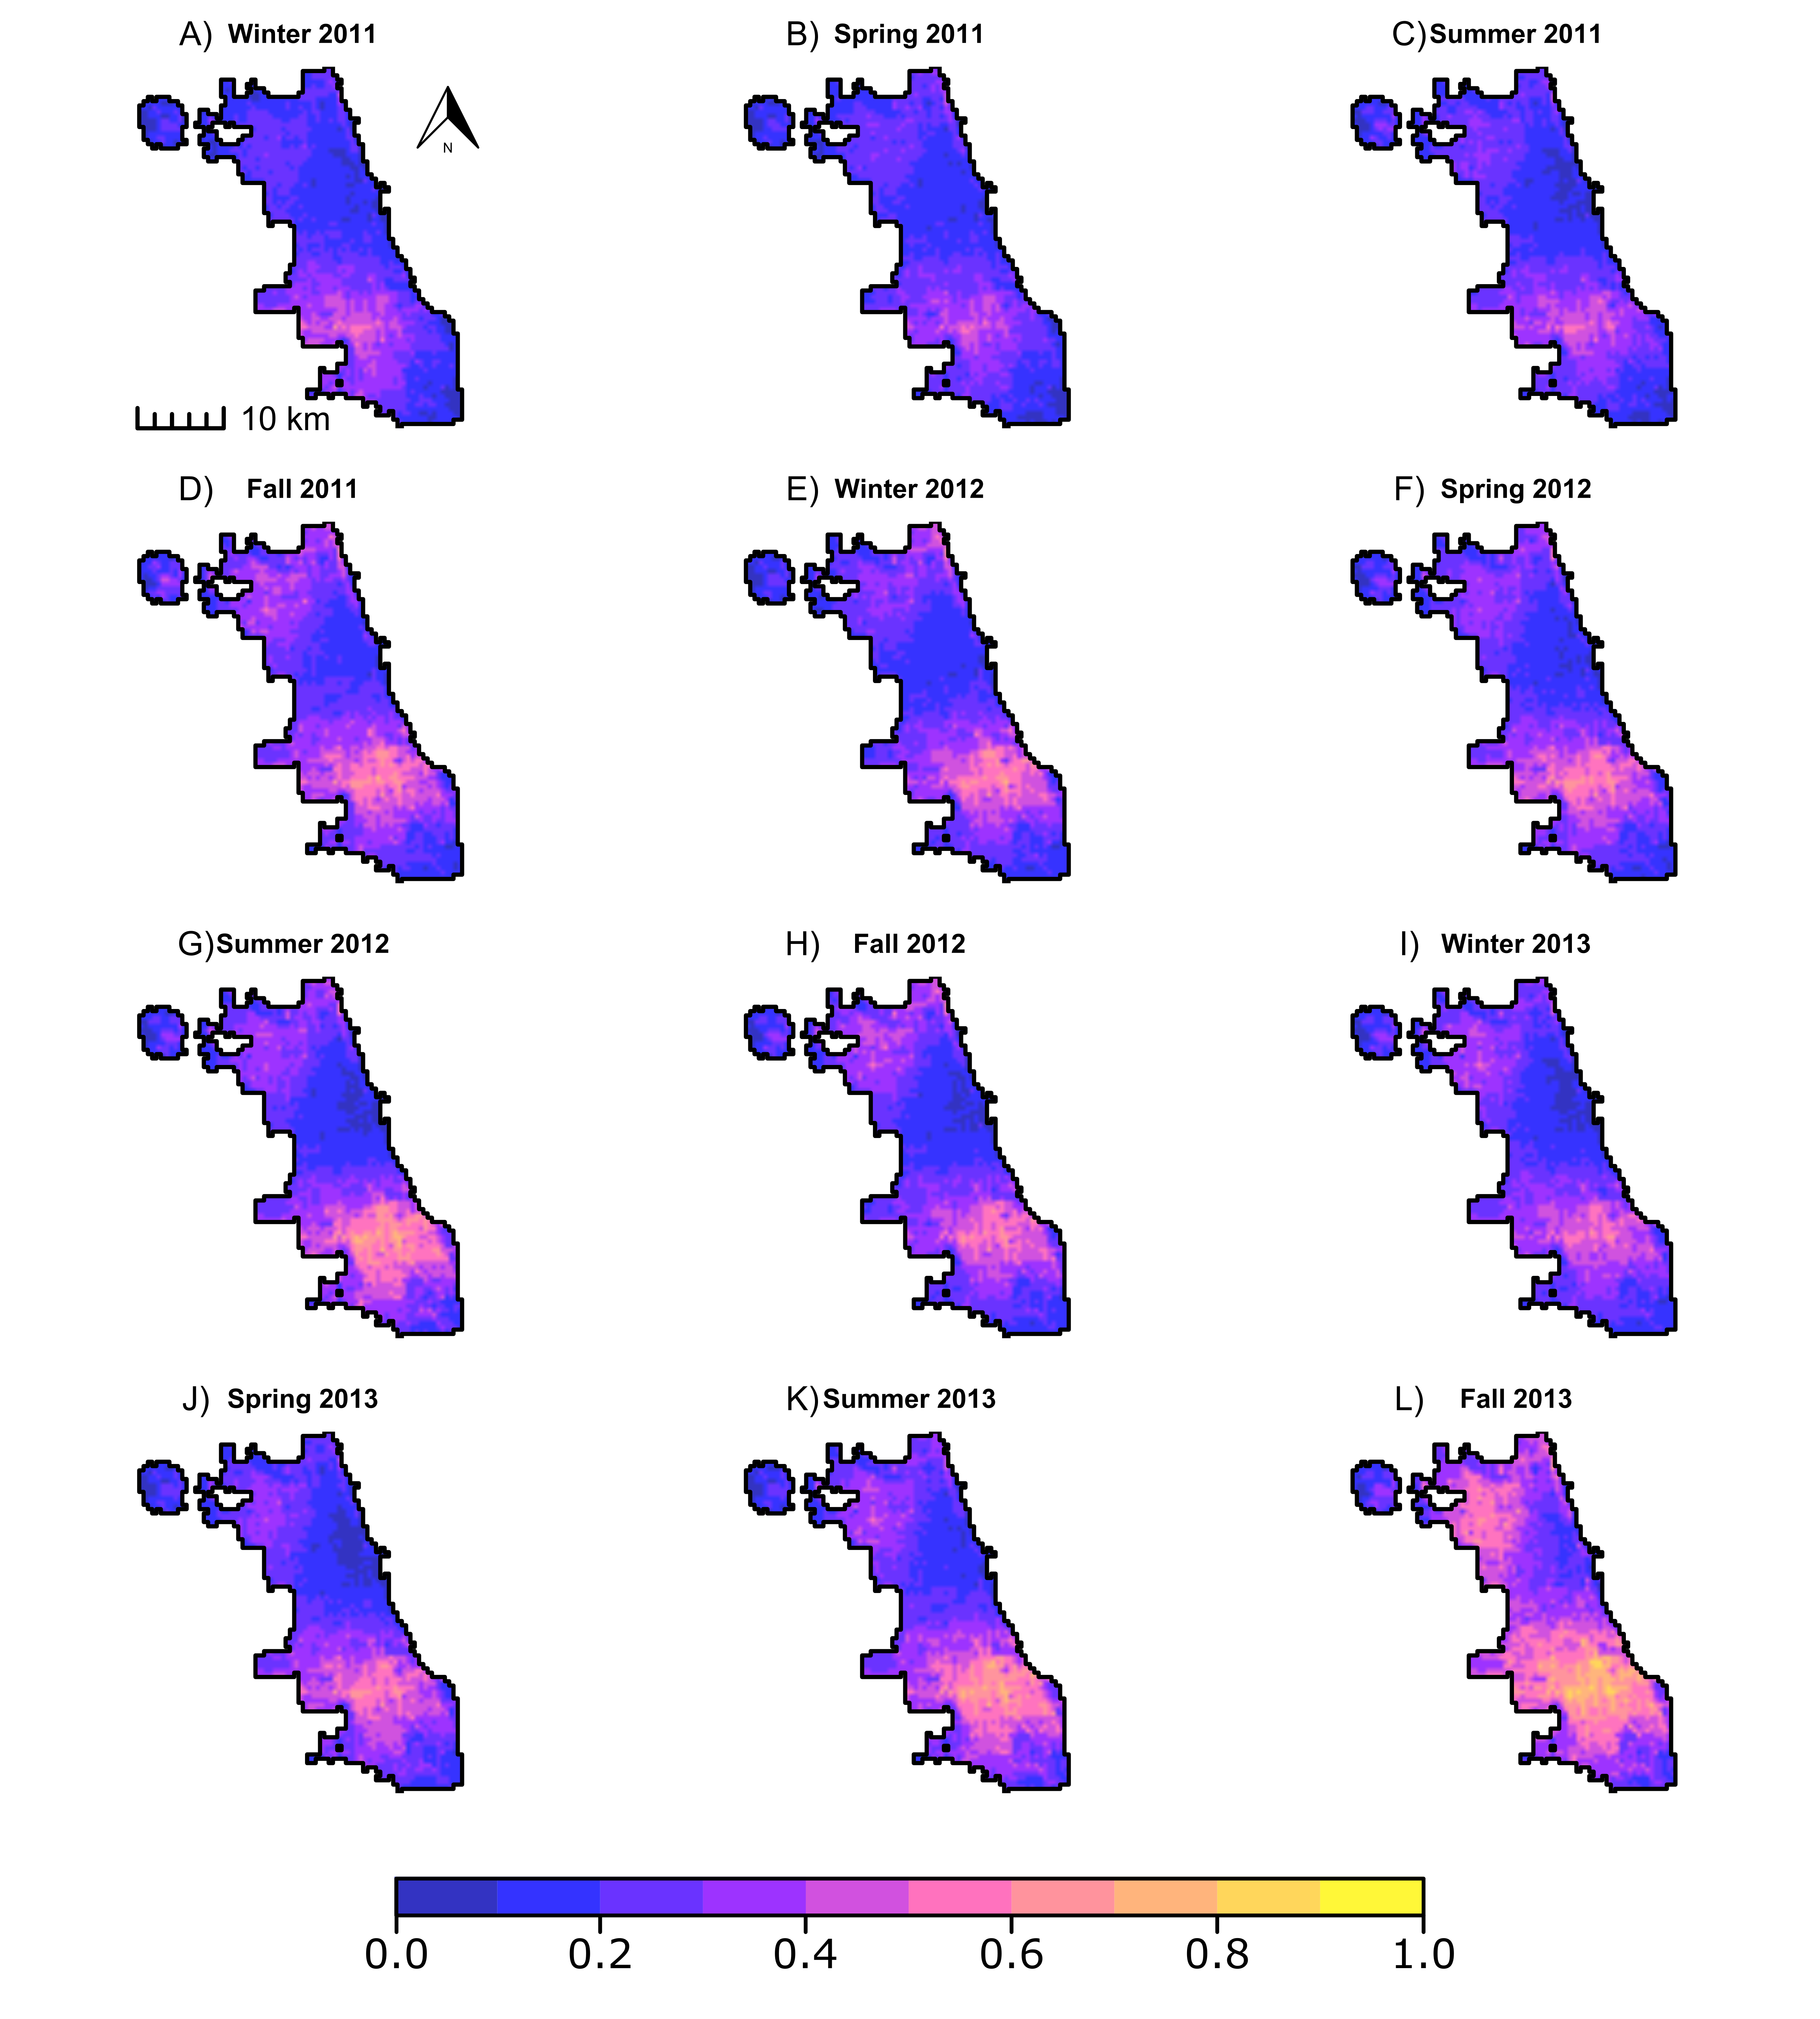 A) Winter 2011
B) Spring 2011
C) Summer 2011
N
10 km
D) Fall 2011
E) Winter 2012
F) Spring 2012
G) Summer 2012
H) Fall 2012
I) Winter 2013
J) Spring 2013
K) Summer 2013
L) Fall 2013
0.0 0.2 0.4 0.6 0.8 1.0